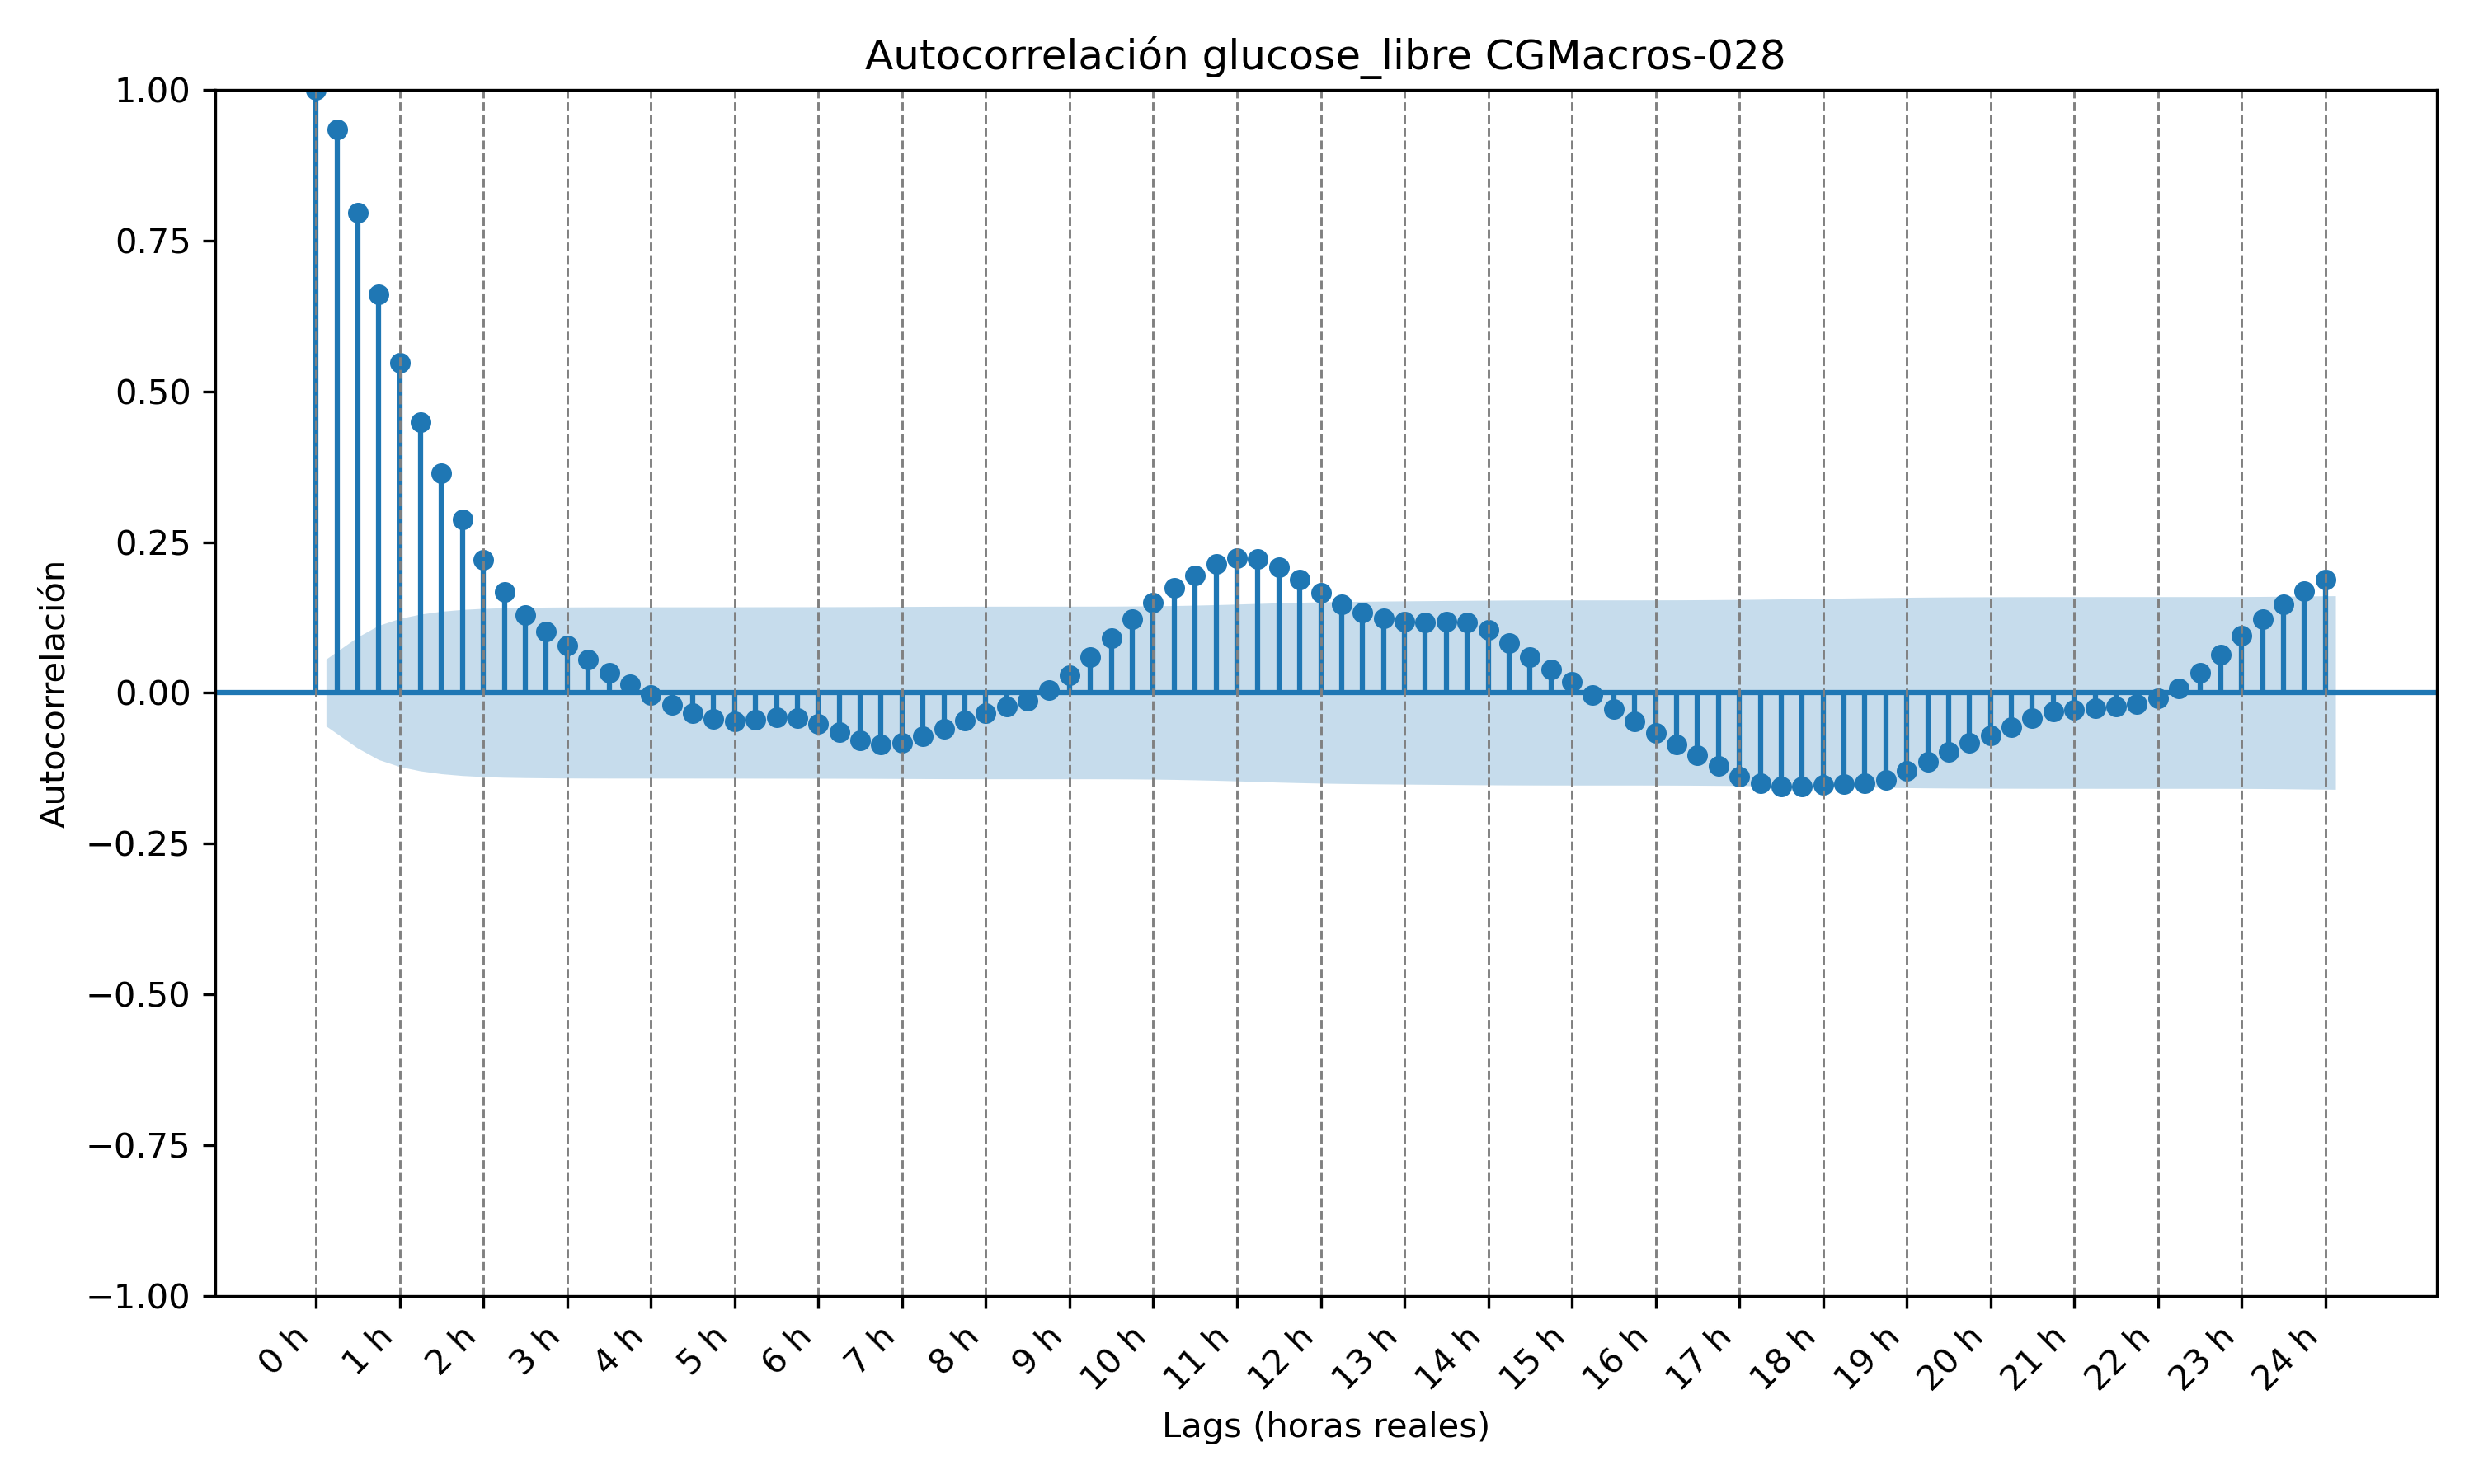 Autocorrelación glucose_libre CGMacros-028
1.00
0.75
0.50
0.25
0.00
−0.25
−0.50
−0.75
−1.00
Autocorrelación
0 h
1 h
2 h
3 h
4 h
5 h
6 h
7 h
8 h
9 h
10 h
11 h
12 h
13 h
14 h
15 h
16 h
17 h
18 h
19 h
20 h
21 h
22 h
23 h
24 h
Lags (horas reales)